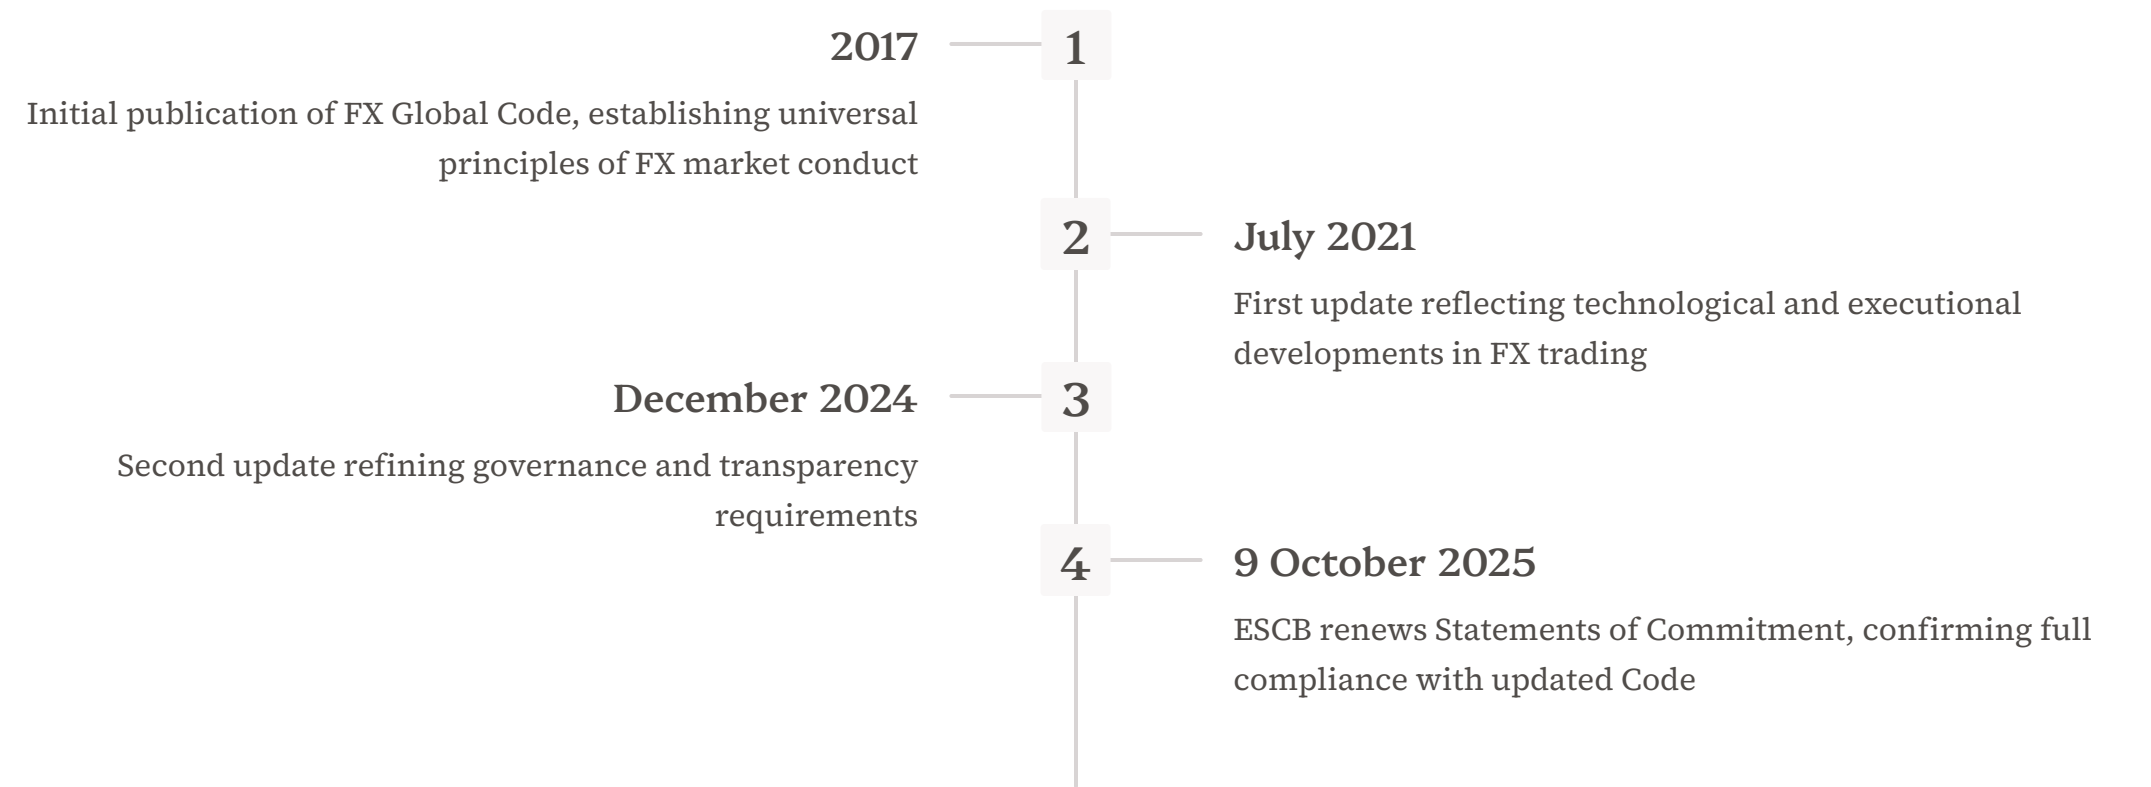 2017
1
Initial publication of FX Global Code, establishing universal
principles of FX market conduct
2
July 2021
First update reflecting technological and executional
developments in FX trading
December 2024
3
Second update refining governance and transparency
requirements
4
9 October 2025
ESCB renews Statements of Commitment, confirming full
compliance with updated Code